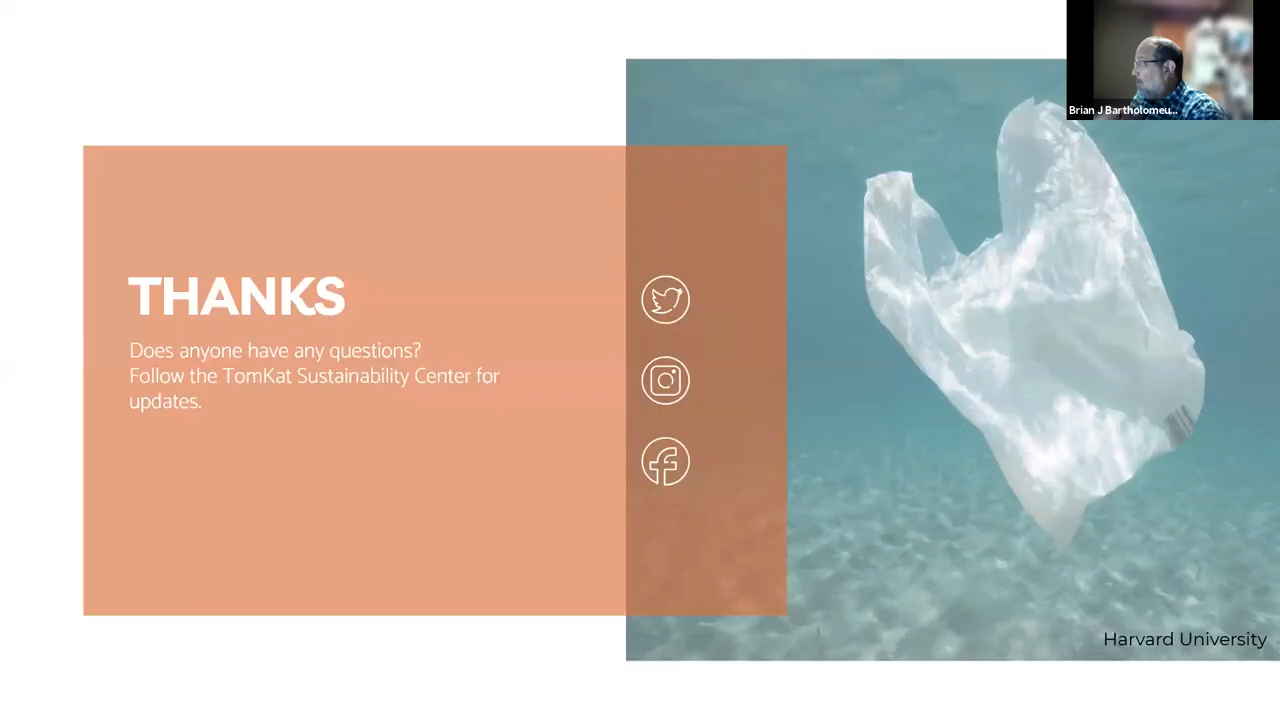 Brian J Bartholomeu...
THANKS
Does anyone have any questions?
Follow the TomKat Sustainability Center for
updates.
Harvard University